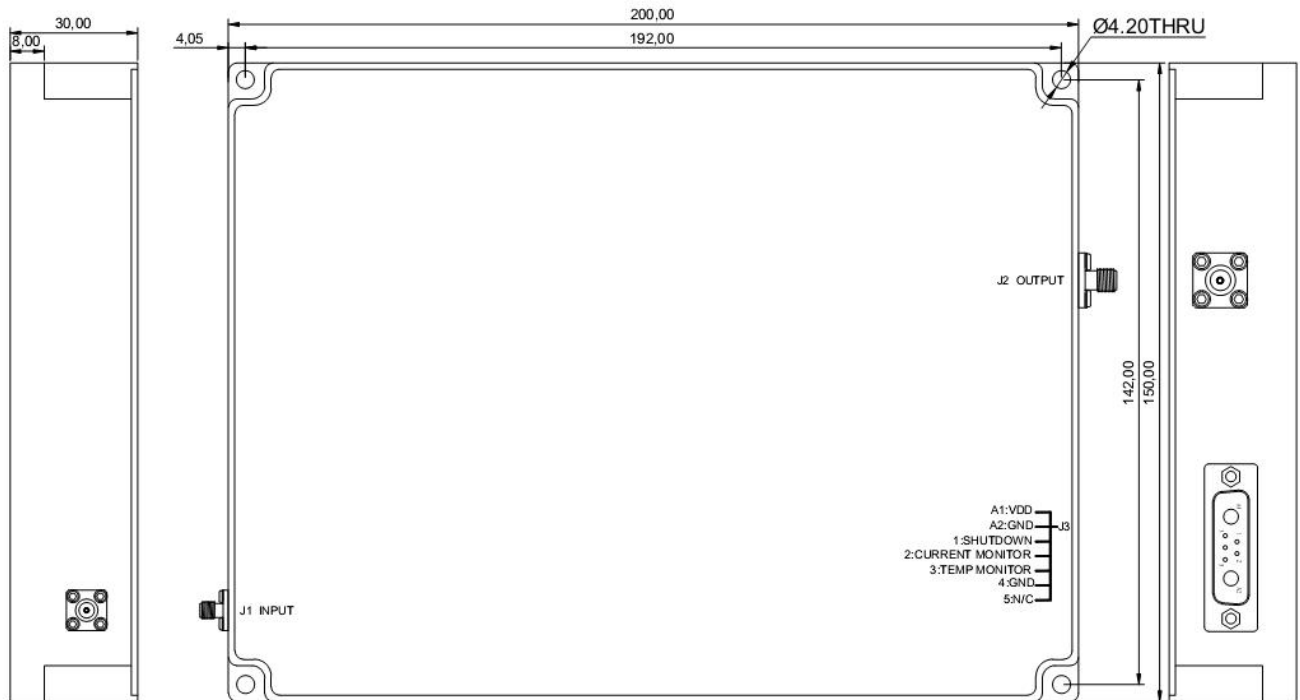 200,00
30,00
8,00
4,05
192,00
Ø4.20THRU
J2 OUTPUT
142,00
150,00
A1:VDD
A2:GND
J3
1:SHUTDOWN
2:CURRENT MONITOR
3:TEMP MONITOR
4:GND
5:N/C
J1 INPUT